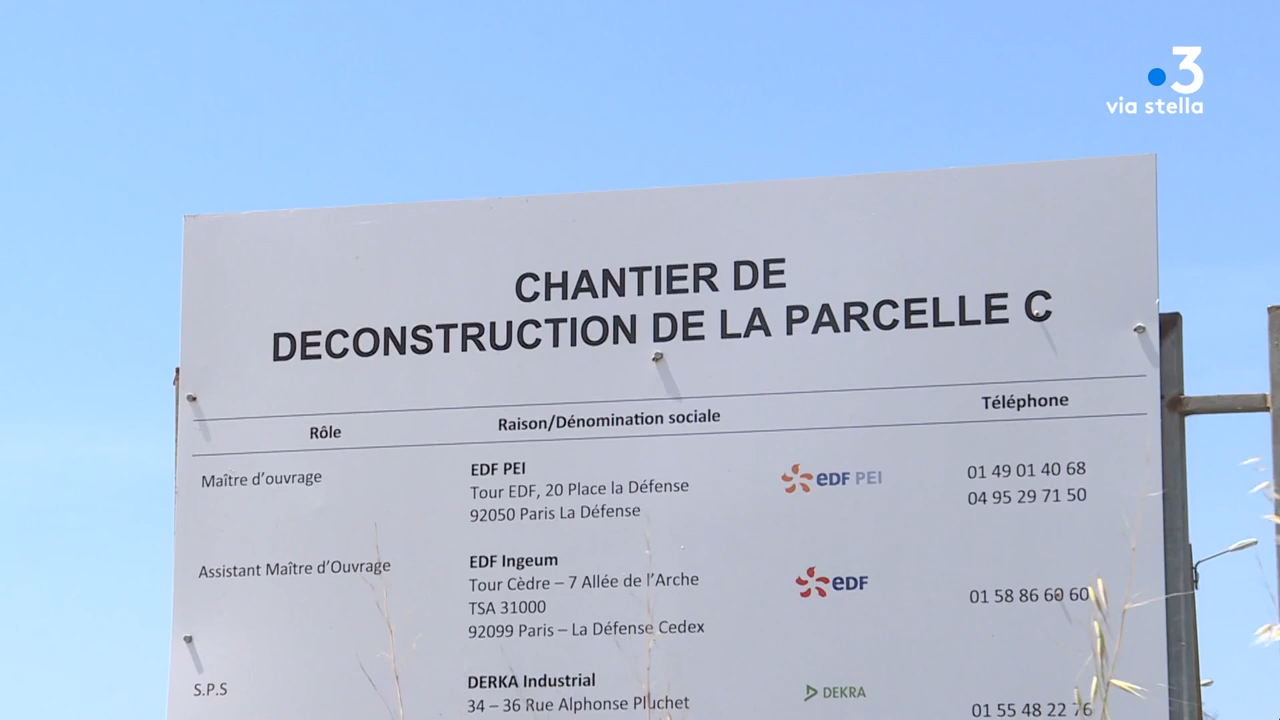 3
via stella
CHANTIER DE
DECONSTRUCTION DE LA PARCELLE C
Rôle Raison/Dénomination sociale Téléphone
Maître d'ouvrage
EDF PEI
Tour EDF, 20 Place la Défense
92050 Paris La Défense
eDF PEI
01 49 01 40 68
04 95 29 71 50
Assistant Maître d'Ouvrage
EDF Ingeum
Tour Cèdre – 7 Allée de l'Arche
TSA 31000
92099 Paris – La Défense Cedex
eDF
01 58 86 60 60
S.P.S
DERKA Industrial
34 – 36 Rue Alphonse Pluchet
DEKRA
01 55 48 22 76